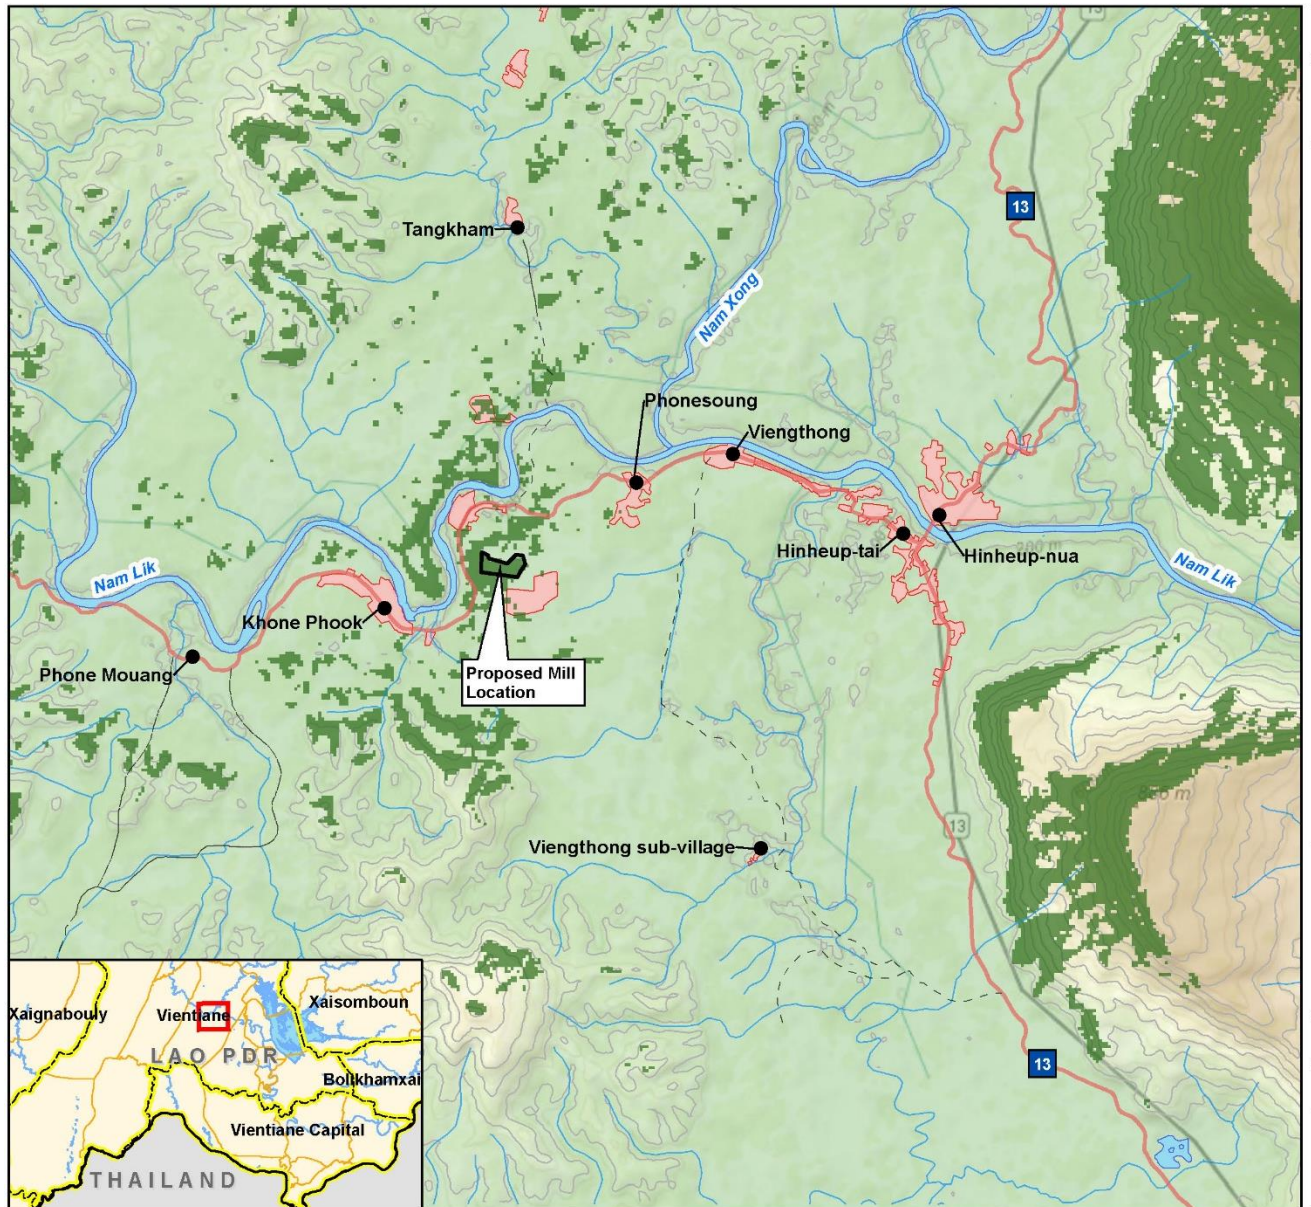 13
13
Tangkham
Nam Xong
Phonesoung
Viengthong
Hinheup-tai
Hinheup-nua
Nam Lik
Nam Lik
Khone Phook
Phone Mouang
Proposed Mill
Location
13
Viengthong sub-village
13
Xaignabouly
Vientiane
Xaisomboun
LAO PDR
Bolikhamxai
Vientiane Capital
THAILAND